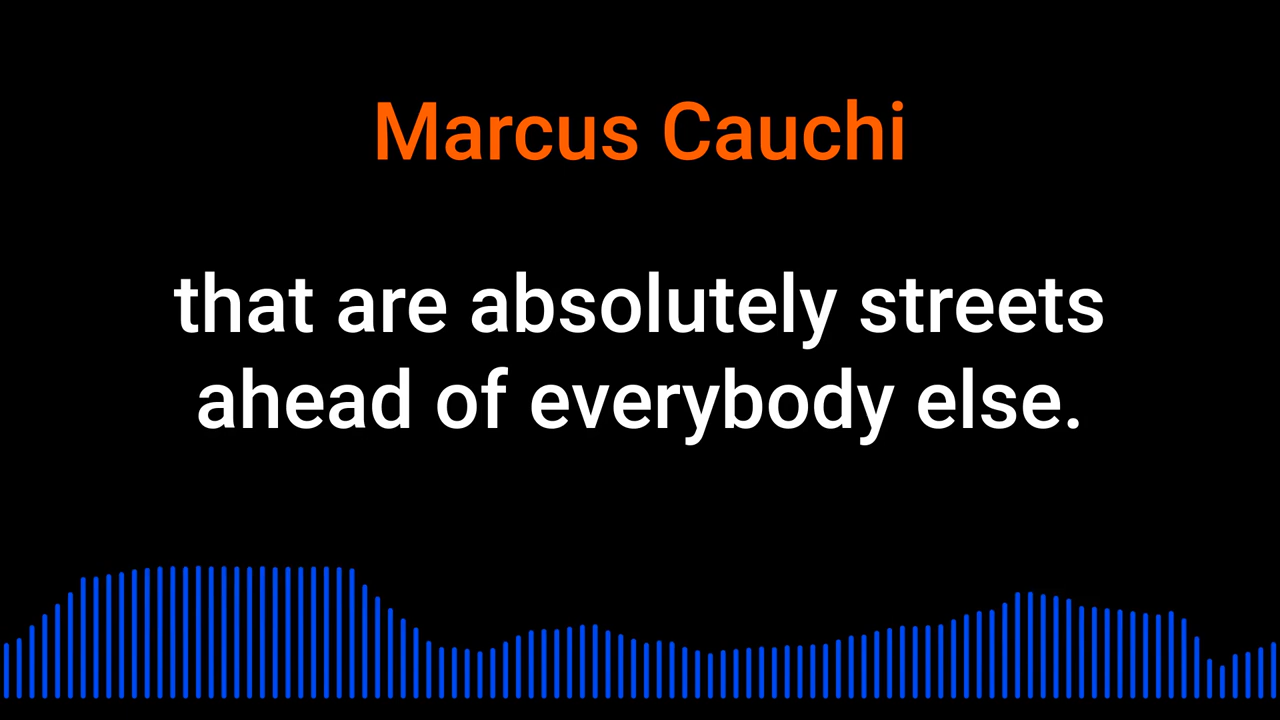 Marcus Cauchi
that are absolutely streets
ahead of everybody else.